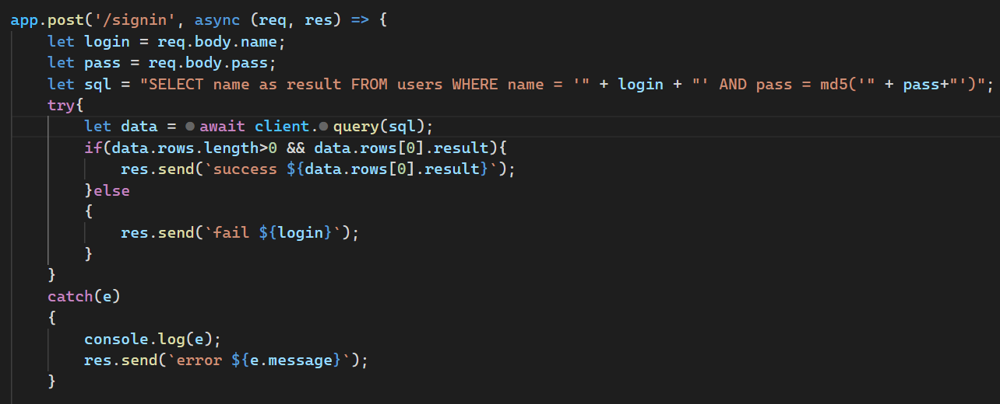 app.post('/signin', async (req, res) => {
    let login = req.body.name;
    let pass = req.body.pass;
    let sql = "SELECT name as result FROM users WHERE name = '" + login + "' AND pass = md5('" + pass+"')";
    try{
        let data = ●await client.●query(sql);
        if(data.rows.length>0 && data.rows[0].result){
            res.send(`success ${data.rows[0].result}`);
        }else
        {
            res.send(`fail ${login}`);
        }
    }
    catch(e)
    {
        console.log(e);
        res.send(`error ${e.message}`);
    }